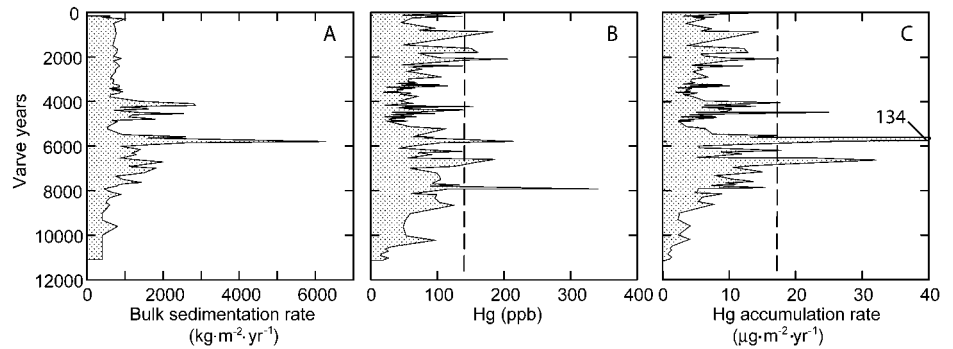 A
B
C
134
Varve years
0
2000
4000
6000
8000
10000
12000
0 2000 4000 6000
Bulk sedimentation rate
(kg·m⁻²·yr⁻¹)
0 100 200 300 400
Hg (ppb)
0 10 20 30 40
Hg accumulation rate
(μg·m⁻²·yr⁻¹)